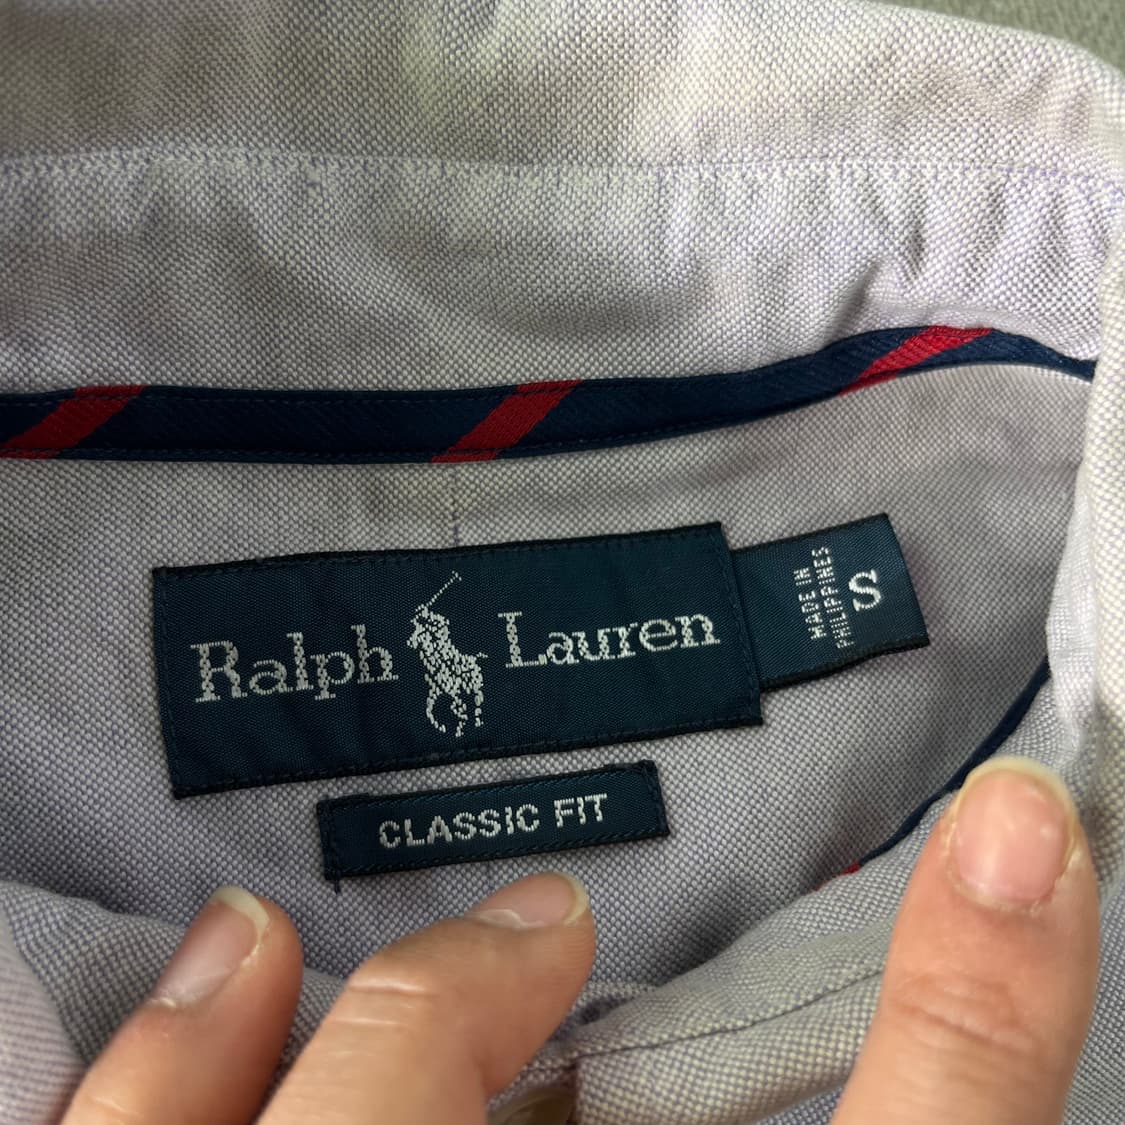 Ralph Lauren
MADE IN
PHILIPPINES
S
CLASSIC FIT